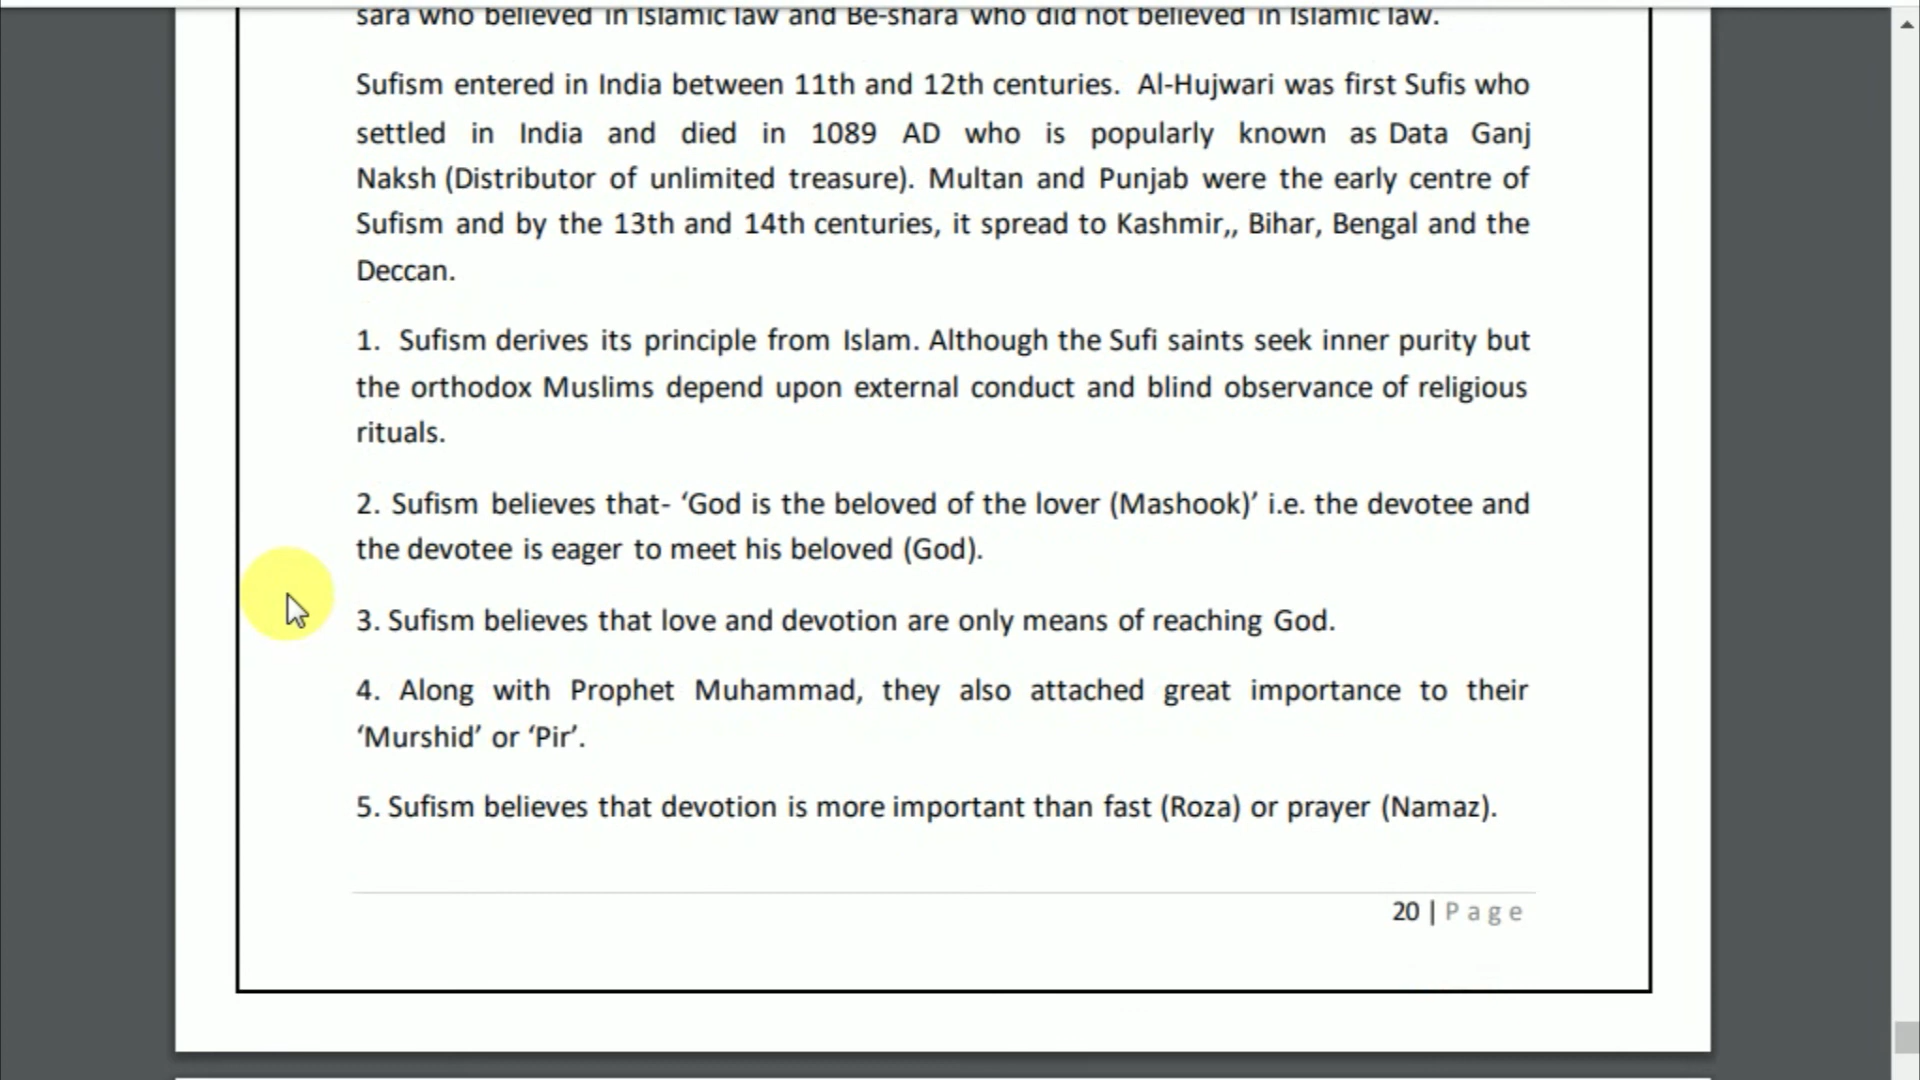 sara who believed in Islamic law and Be-shara who did not believed in Islamic law.
Sufism entered in India between 11th and 12th centuries. Al-Hujwari was first Sufis who
settled in India and died in 1089 AD who is popularly known as Data Ganj
Naksh (Distributor of unlimited treasure). Multan and Punjab were the early centre of
Sufism and by the 13th and 14th centuries, it spread to Kashmir,, Bihar, Bengal and the
Deccan.
1. Sufism derives its principle from Islam. Although the Sufi saints seek inner purity but
the orthodox Muslims depend upon external conduct and blind observance of religious
rituals.
2. Sufism believes that- ‘God is the beloved of the lover (Mashook)’ i.e. the devotee and
the devotee is eager to meet his beloved (God).
3. Sufism believes that love and devotion are only means of reaching God.
4. Along with Prophet Muhammad, they also attached great importance to their
‘Murshid’ or ‘Pir’.
5. Sufism believes that devotion is more important than fast (Roza) or prayer (Namaz).
20 | Page